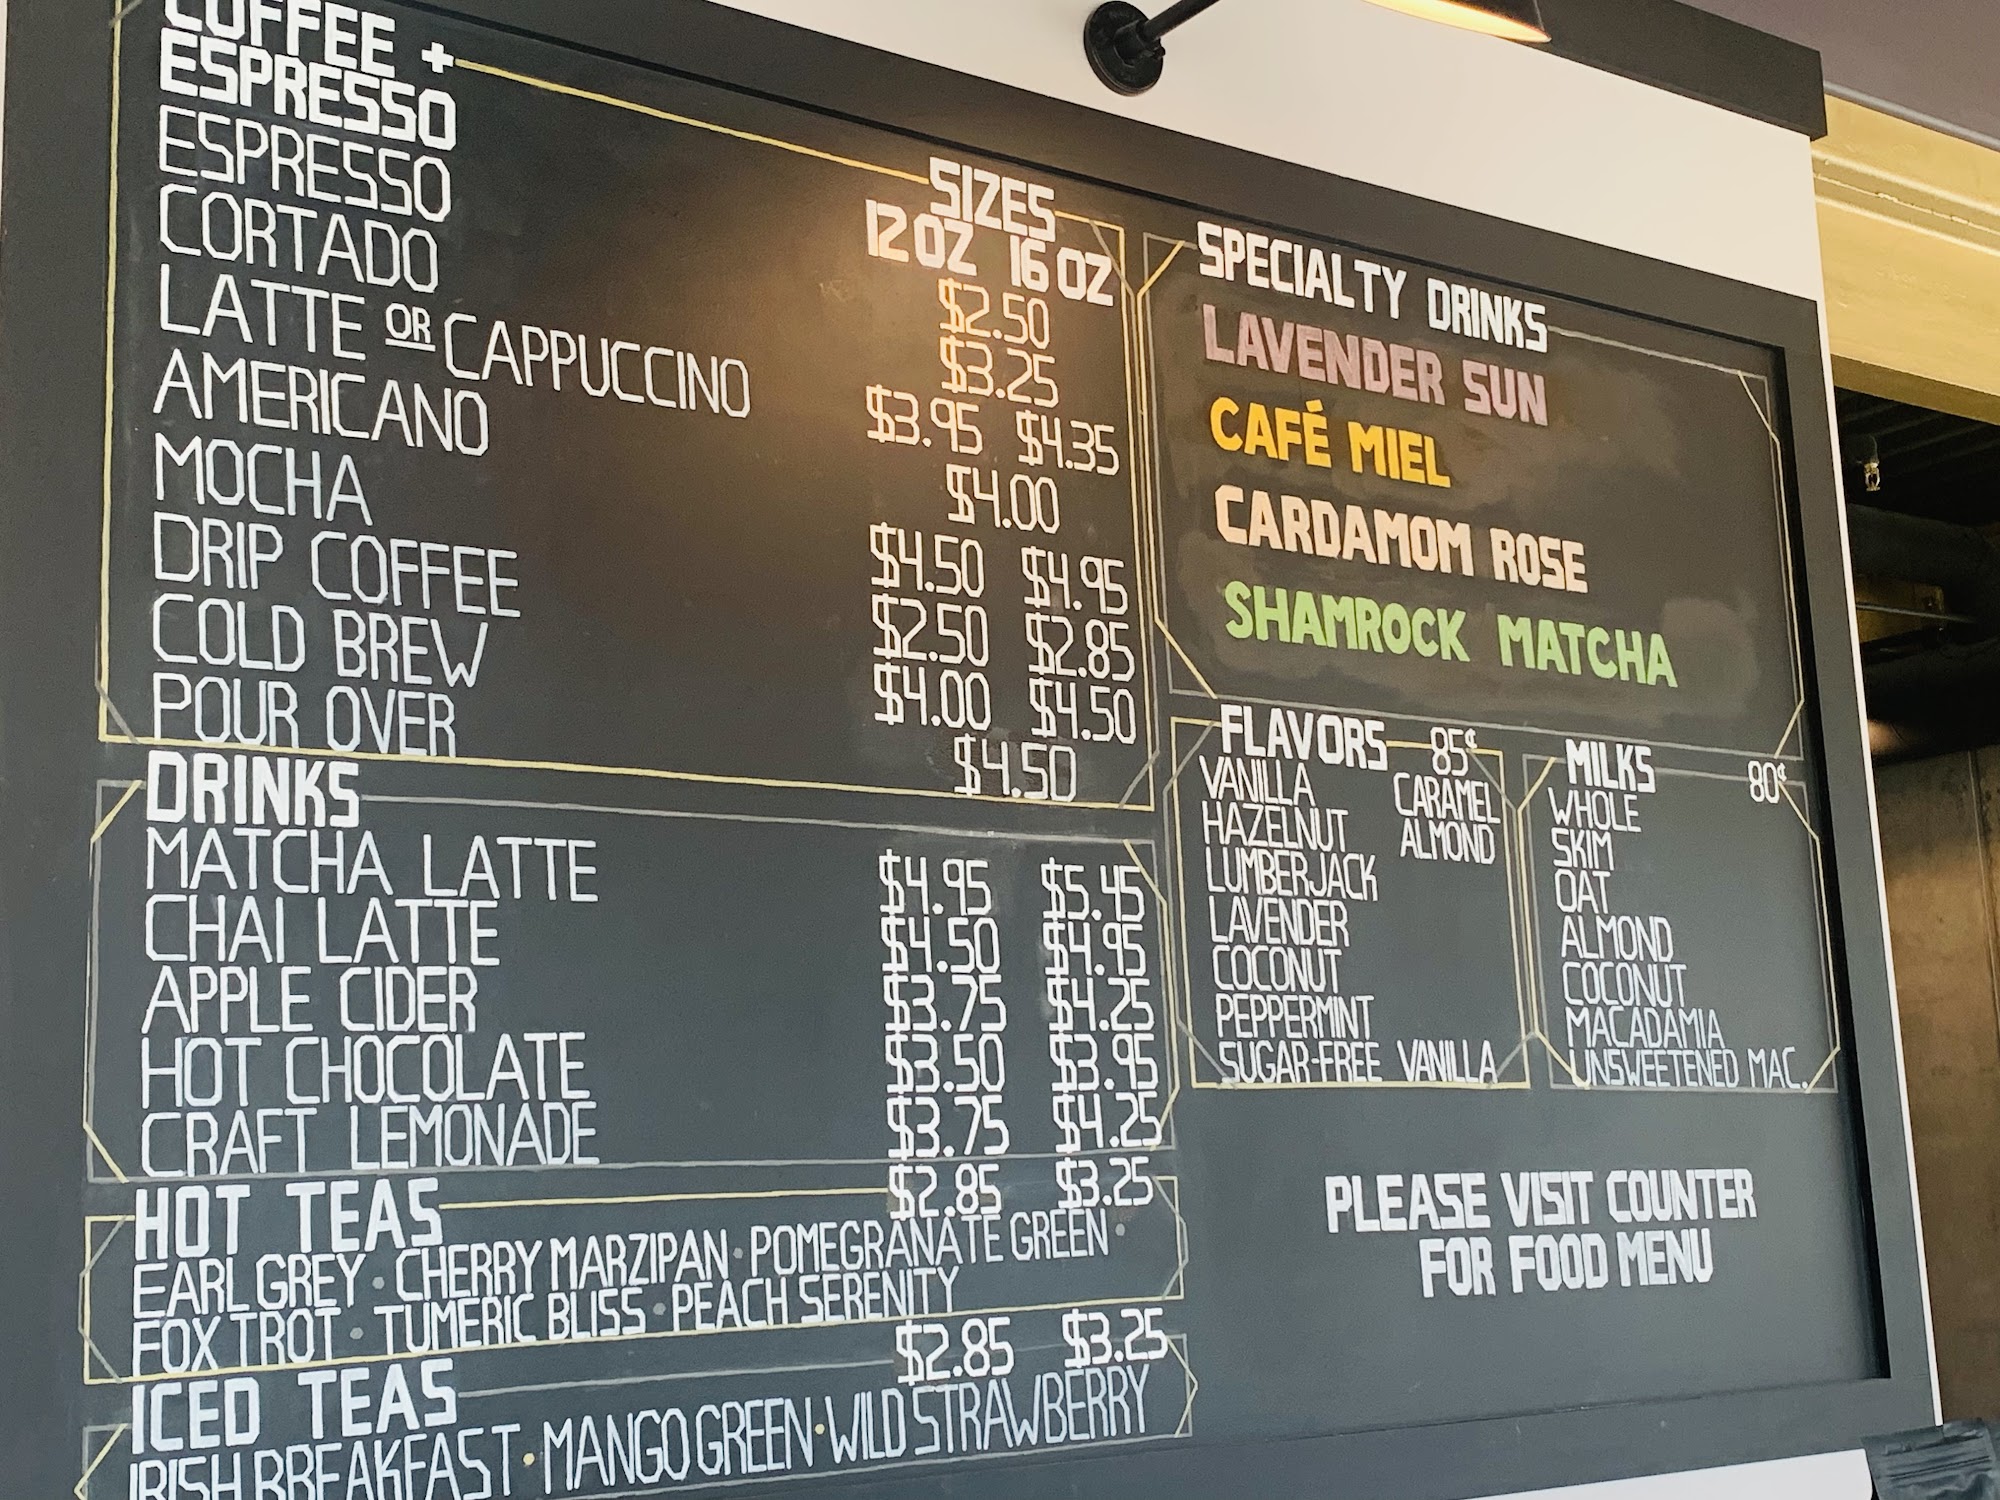 COFFEE +
ESPRESSO
SIZES
12 OZ 16 OZ
ESPRESSO $2.50
CORTADO $3.25
LATTE OR CAPPUCCINO $3.95 $4.35
AMERICANO $4.00
MOCHA $4.50 $4.95
DRIP COFFEE $2.50 $2.85
COLD BREW $4.00 $4.50
POUR OVER $4.50
DRINKS
MATCHA LATTE $4.95 $5.45
CHAI LATTE $4.50 $4.95
APPLE CIDER $3.75 $4.25
HOT CHOCOLATE $3.50 $3.95
CRAFT LEMONADE $3.75 $4.25
HOT TEAS $2.85 $3.25
EARL GREY • CHERRY MARZIPAN • POMEGRANATE GREEN •
FOX TROT • TUMERIC BLISS • PEACH SERENITY
ICED TEAS $2.85 $3.25
IRISH BREAKFAST • MANGO GREEN • WILD STRAWBERRY
SPECIALTY DRINKS
LAVENDER SUN
CAFÉ MIEL
CARDAMOM ROSE
SHAMROCK MATCHA
FLAVORS 85¢
VANILLA CARAMEL
HAZELNUT ALMOND
LUMBERJACK
LAVENDER
COCONUT
PEPPERMINT
SUGAR-FREE VANILLA
MILKS 80¢
WHOLE
SKIM
OAT
ALMOND
COCONUT
MACADAMIA
UNSWEETENED MAC.
PLEASE VISIT COUNTER
FOR FOOD MENU